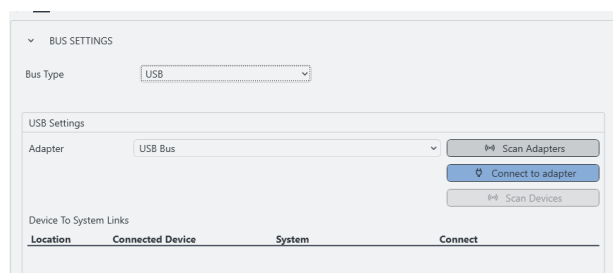 BUS SETTINGS
Bus Type USB
USB Settings
Adapter USB Bus Scan Adapters
Connect to adapter
Scan Devices
Device To System Links
Location Connected Device System Connect